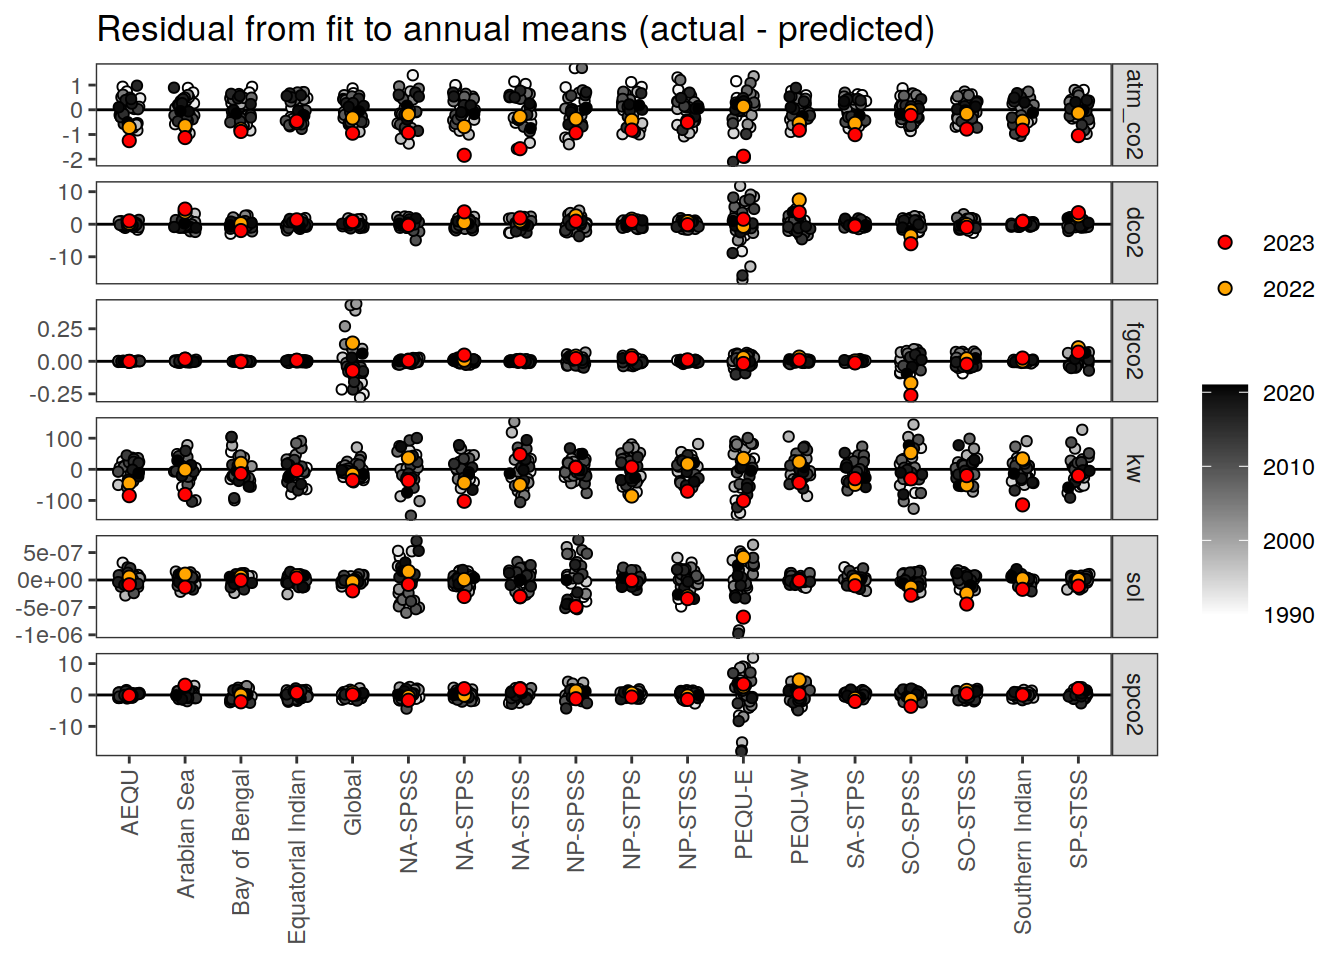 Residual from fit to annual means (actual - predicted)
1
0
-1
-2
atm_co2
10
0
-10
dco2
0.25
0.00
-0.25
fgco2
100
0
-100
kw
5e-07
0e+00
-5e-07
-1e-06
sol
10
0
-10
spco2
AEQU
Arabian Sea
Bay of Bengal
Equatorial Indian
Global
NA-SPSS
NA-STPS
NA-STSS
NP-SPSS
NP-STPS
NP-STSS
PEQU-E
PEQU-W
SA-STPS
SO-SPSS
SO-STSS
Southern Indian
SP-STSS
2023
2022
2020
2010
2000
1990